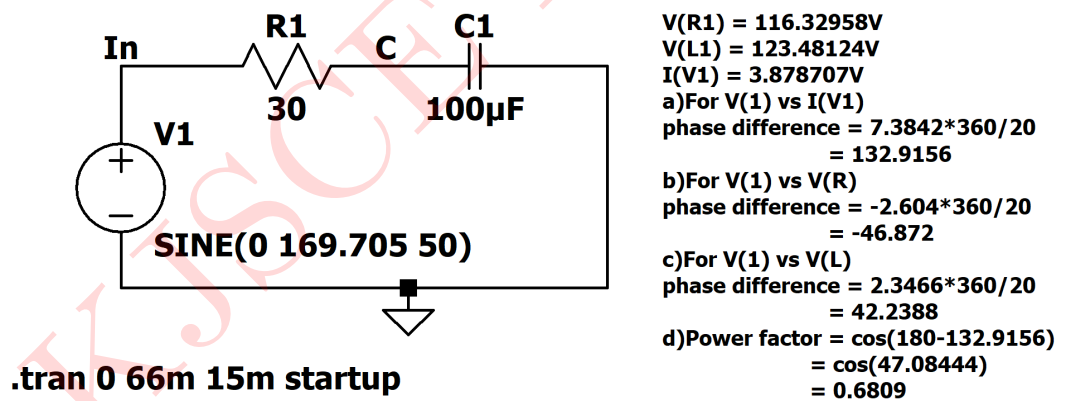 R1
C1
In
C
30
100µF
V1
SINE(0 169.705 50)
.tran 0 66m 15m startup
V(R1) = 116.32958V
V(L1) = 123.48124V
I(V1) = 3.878707V
a)For V(1) vs I(V1)
phase difference = 7.3842*360/20
= 132.9156
b)For V(1) vs V(R)
phase difference = -2.604*360/20
= -46.872
c)For V(1) vs V(L)
phase difference = 2.3466*360/20
= 42.2388
d)Power factor = cos(180-132.9156)
= cos(47.08444)
= 0.6809
KJSCE